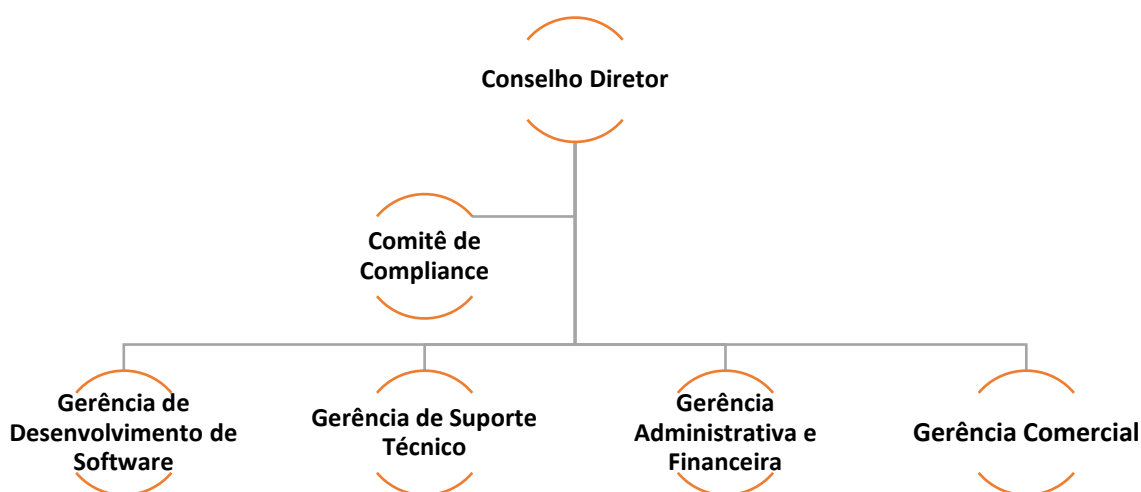 Conselho Diretor
Comitê de
Compliance
Gerência de
Desenvolvimento de
Software
Gerência de Suporte
Técnico
Gerência
Administrativa e
Financeira
Gerência Comercial